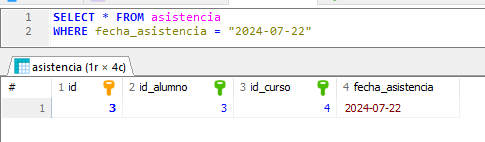 1 SELECT * FROM asistencia
2 WHERE fecha_asistencia = "2024-07-22"
asistencia (1r × 4c)
# 1 id 2 id_alumno 3 id_curso 4 fecha_asistencia
1 3 3 4 2024-07-22